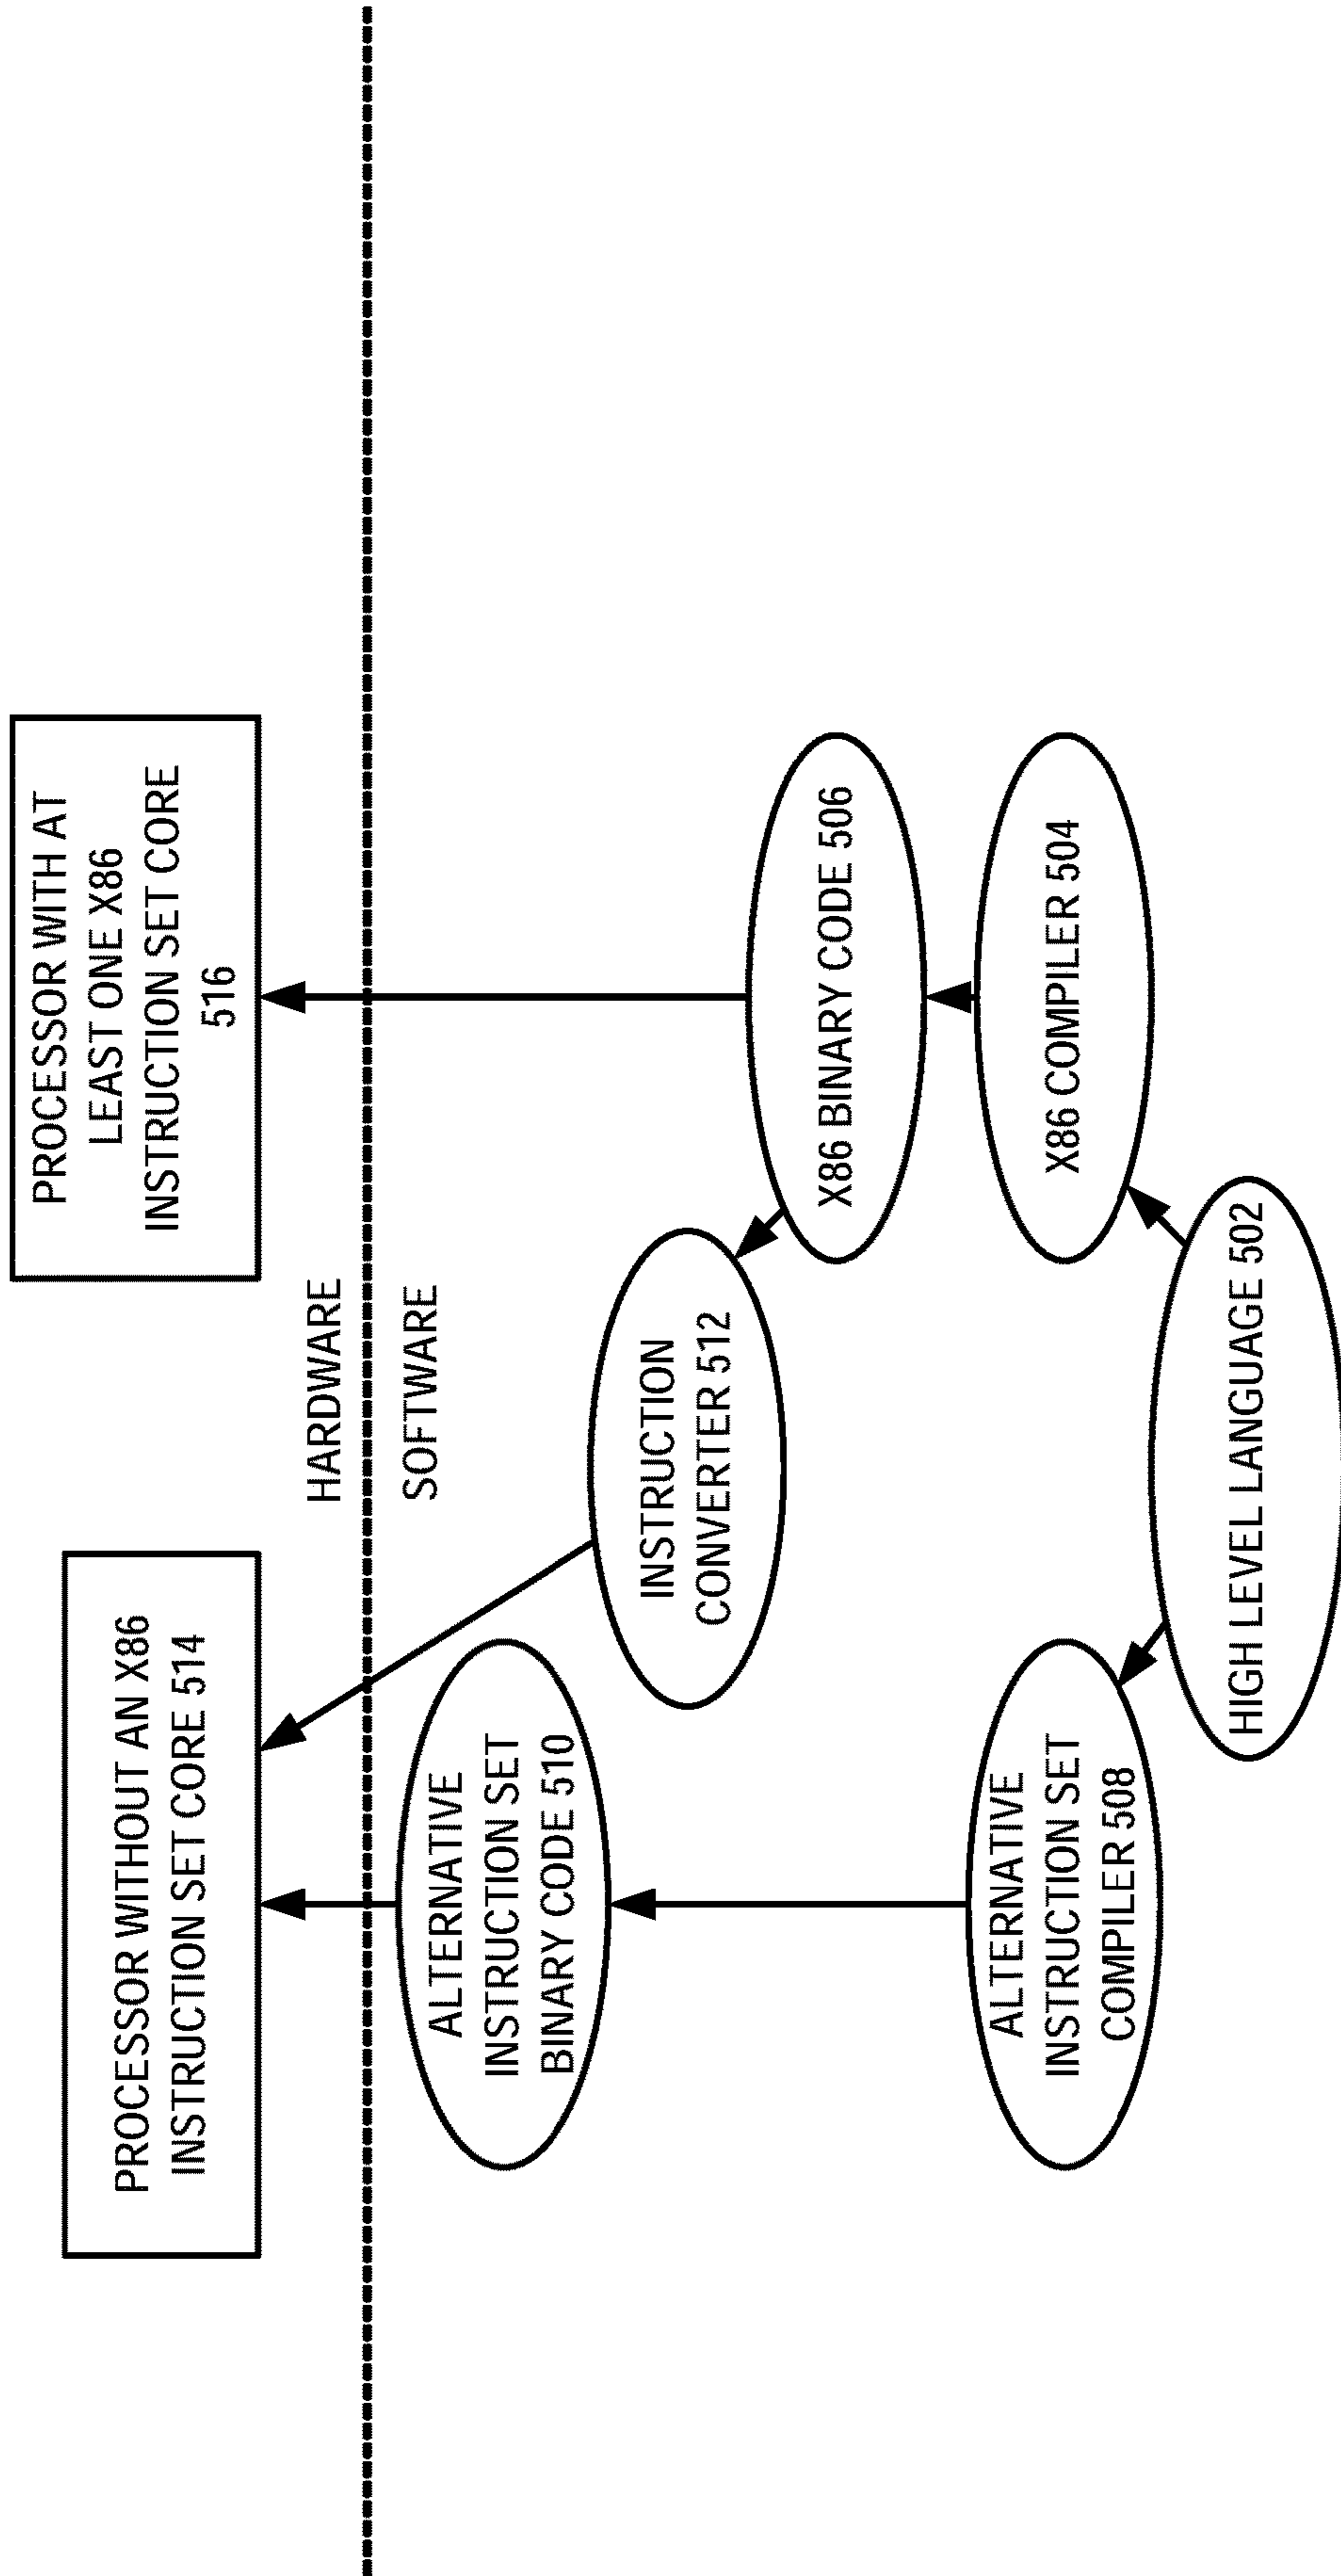 PROCESSOR WITHOUT AN X86
INSTRUCTION SET CORE 514
PROCESSOR WITH AT
LEAST ONE X86
INSTRUCTION SET CORE
516
HARDWARE
SOFTWARE
ALTERNATIVE
INSTRUCTION SET
BINARY CODE 510
INSTRUCTION
CONVERTER 512
X86 BINARY CODE 506
ALTERNATIVE
INSTRUCTION SET
COMPILER 508
X86 COMPILER 504
HIGH LEVEL LANGUAGE 502